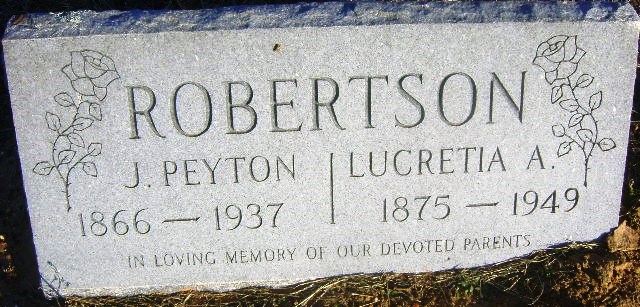 ROBERTSON
J. PEYTON LUCRETIA A.
1866 — 1937 1875 — 1949
IN LOVING MEMORY OF OUR DEVOTED PARENTS